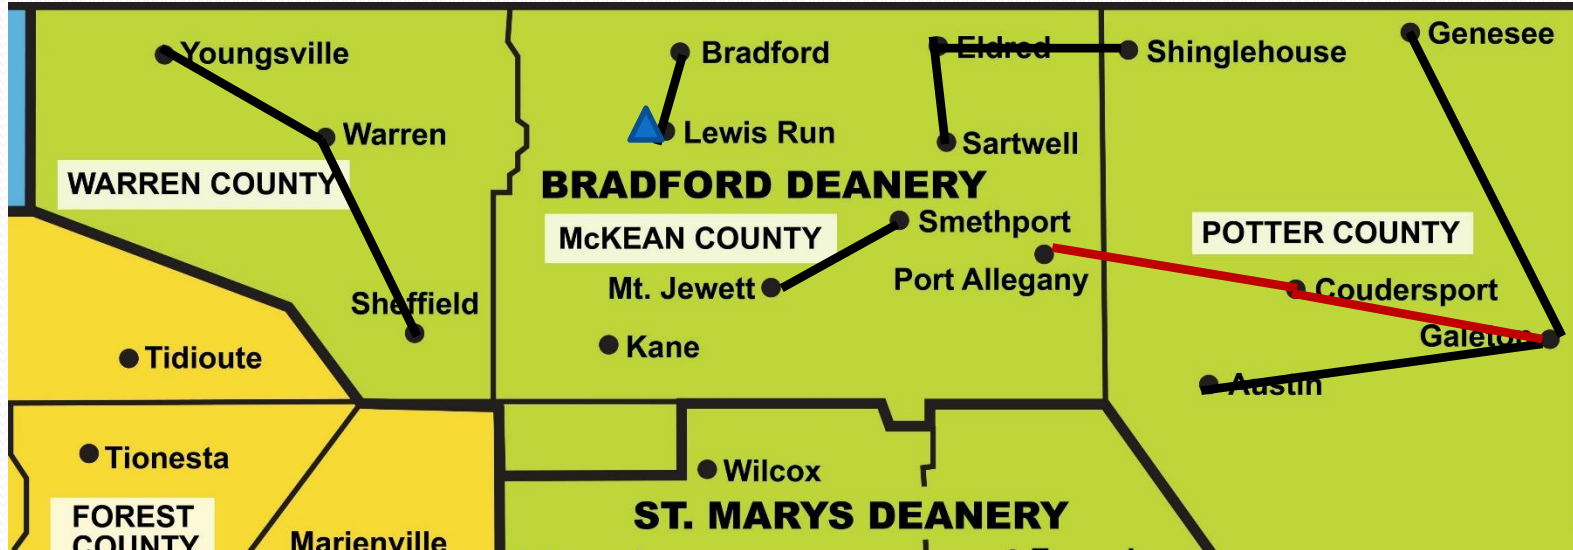 Genesee
Youngsville
Bradford
Eldred
Shinglehouse
Warren
Lewis Run
Sartwell
WARREN COUNTY
BRADFORD DEANERY
Smethport
McKEAN COUNTY
POTTER COUNTY
Port Allegany
Mt. Jewett
Coudersport
Sheffield
Galeton
Kane
Tidioute
Austin
Tionesta
Wilcox
ST. MARYS DEANERY
FOREST
COUNTY
Marienville